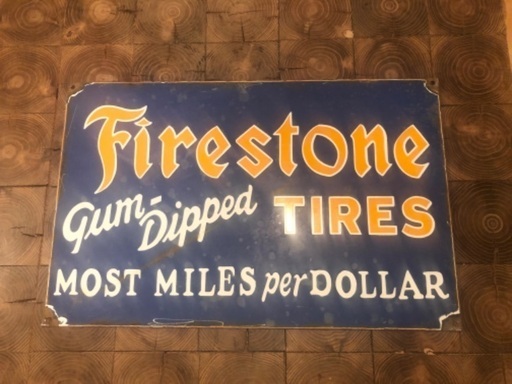 Firestone
Gum-Dipped TIRES
MOST MILES per DOLLAR